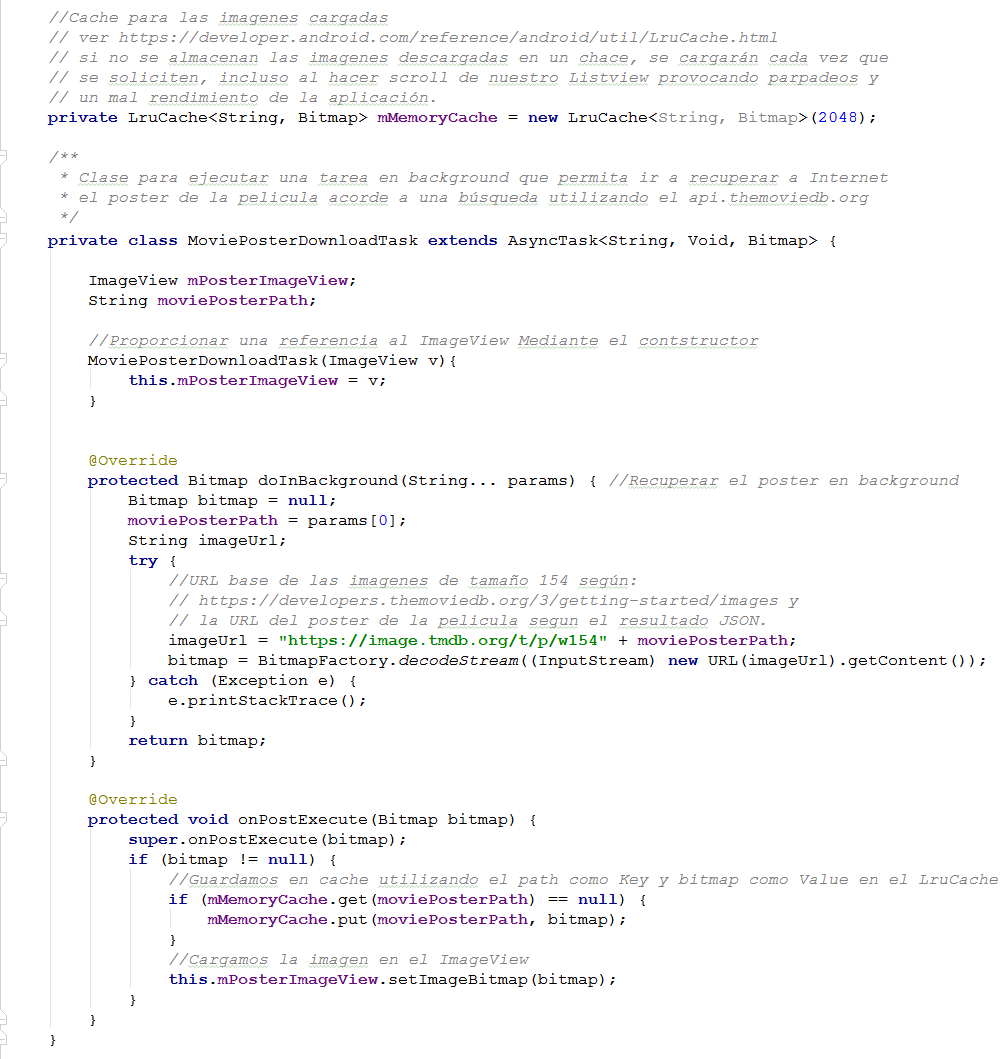 //Cache para las imagenes cargadas
// ver https://developer.android.com/reference/android/util/LruCache.html
// si no se almacenan las imagenes descargadas en un chace, se cargarán cada vez que
// se soliciten, incluso al hacer scroll de nuestro Listview provocando parpadeos y
// un mal rendimiento de la aplicación.
private LruCache<String, Bitmap> mMemoryCache = new LruCache<String, Bitmap>(2048);
/**
* Clase para ejecutar una tarea en background que permita ir a recuperar a Internet
* el poster de la pelicula acorde a una búsqueda utilizando el api.themoviedb.org
*/
private class MoviePosterDownloadTask extends AsyncTask<String, Void, Bitmap> {
ImageView mPosterImageView;
String moviePosterPath;
//Proporcionar una referencia al ImageView Mediante el contstructor
MoviePosterDownloadTask(ImageView v){
this.mPosterImageView = v;
}
@Override
protected Bitmap doInBackground(String... params) { //Recuperar el poster en background
Bitmap bitmap = null;
moviePosterPath = params[0];
String imageUrl;
try {
//URL base de las imagenes de tamaño 154 según:
// https://developers.themoviedb.org/3/getting-started/images y
// la URL del poster de la pelicula segun el resultado JSON.
imageUrl = "https://image.tmdb.org/t/p/w154" + moviePosterPath;
bitmap = BitmapFactory.decodeStream((InputStream) new URL(imageUrl).getContent());
} catch (Exception e) {
e.printStackTrace();
}
return bitmap;
}
@Override
protected void onPostExecute(Bitmap bitmap) {
super.onPostExecute(bitmap);
if (bitmap != null) {
//Guardamos en cache utilizando el path como Key y bitmap como Value en el LruCache
if (mMemoryCache.get(moviePosterPath) == null) {
mMemoryCache.put(moviePosterPath, bitmap);
}
//Cargamos la imagen en el ImageView
this.mPosterImageView.setImageBitmap(bitmap);
}
}
}